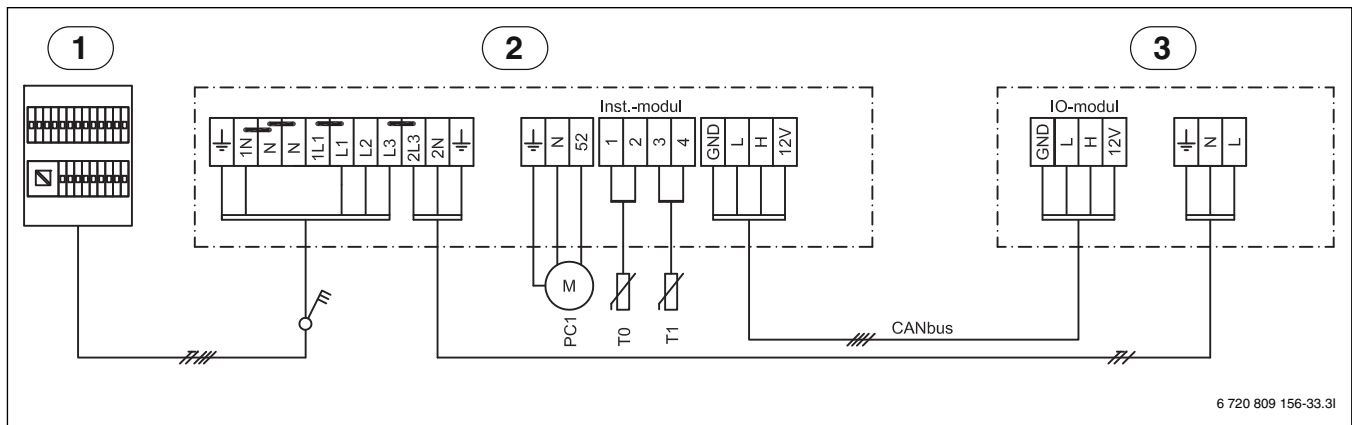 1
2
3
Inst.-modul
IO-modul
1N N N 1L1 L1 L2 L3 2L3 2N
N 52
1 2 3 4
GND L H 12V
GND L H 12V
N L
M
PC1
T0
T1
CANbus
6 720 809 156-33.3I